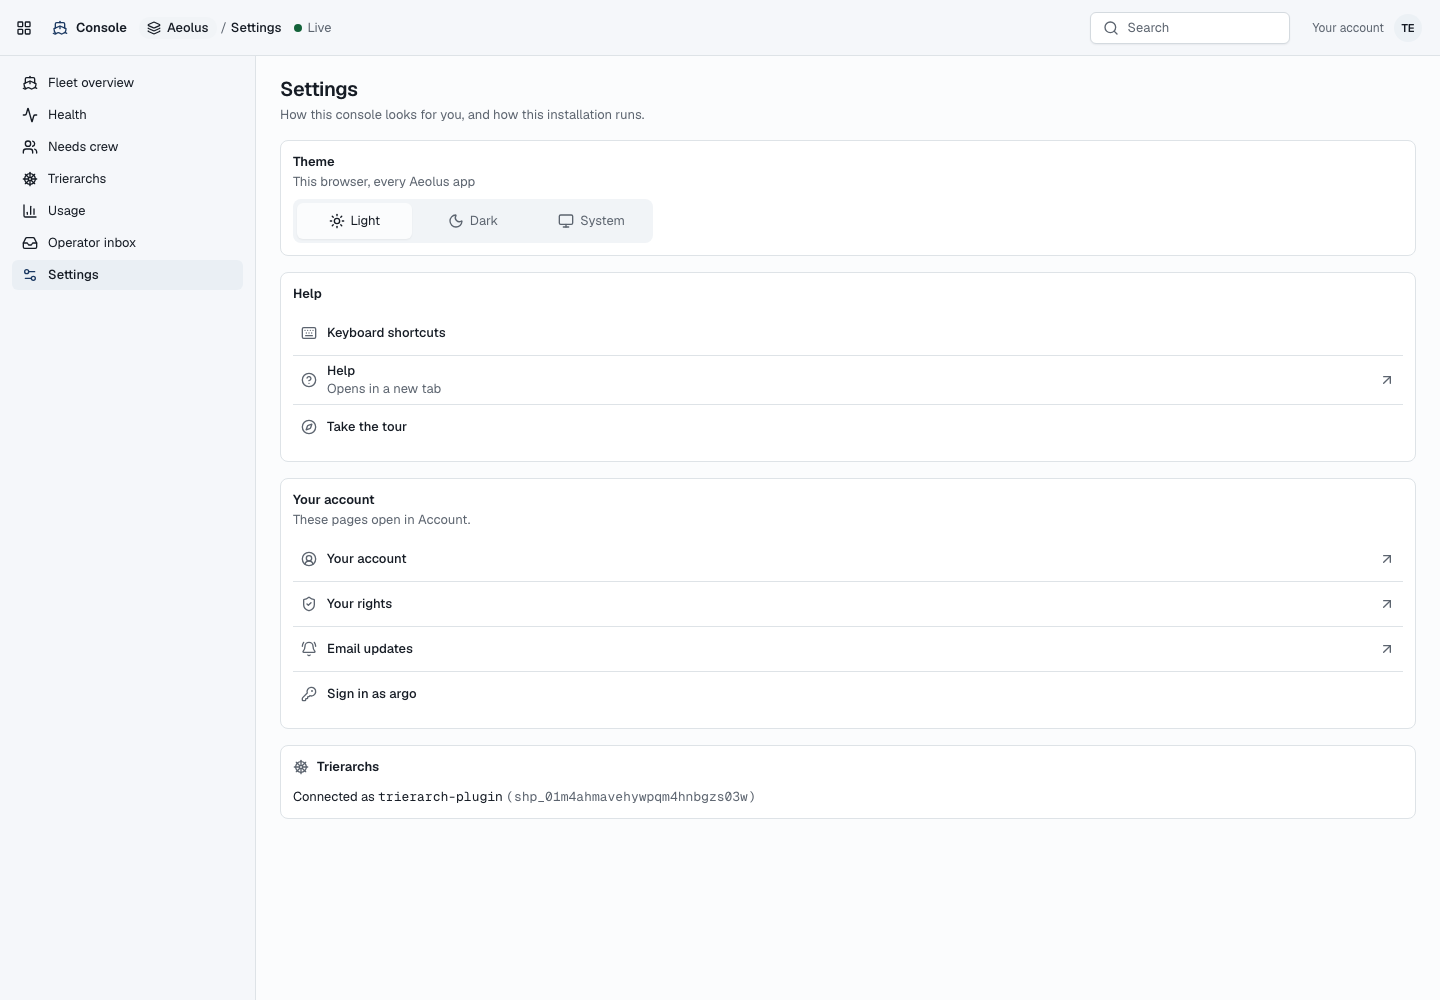 Console
Aeolus / Settings
Live
Search
Your account
TE
Fleet overview
Health
Needs crew
Trierarchs
Usage
Operator inbox
Settings
Settings
How this console looks for you, and how this installation runs.
Theme
This browser, every Aeolus app
Light
Dark
System
Help
Keyboard shortcuts
Help
Opens in a new tab
Take the tour
Your account
These pages open in Account.
Your account
Your rights
Email updates
Sign in as argo
Trierarchs
Connected as trierarch-plugin (shp_01m4ahmavehywpqm4hnbgzs03w)